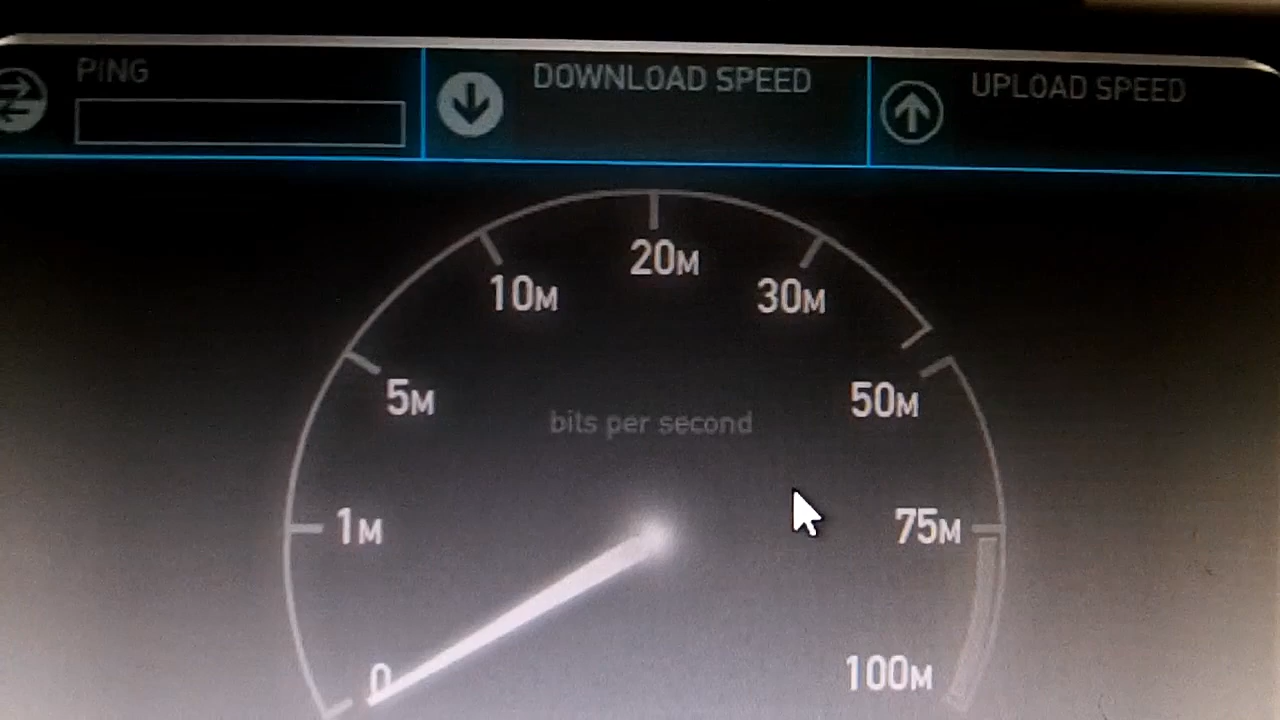 PING
DOWNLOAD SPEED
UPLOAD SPEED
20M
10M
30M
5M
50M
bits per second
1M
75M
0
100M